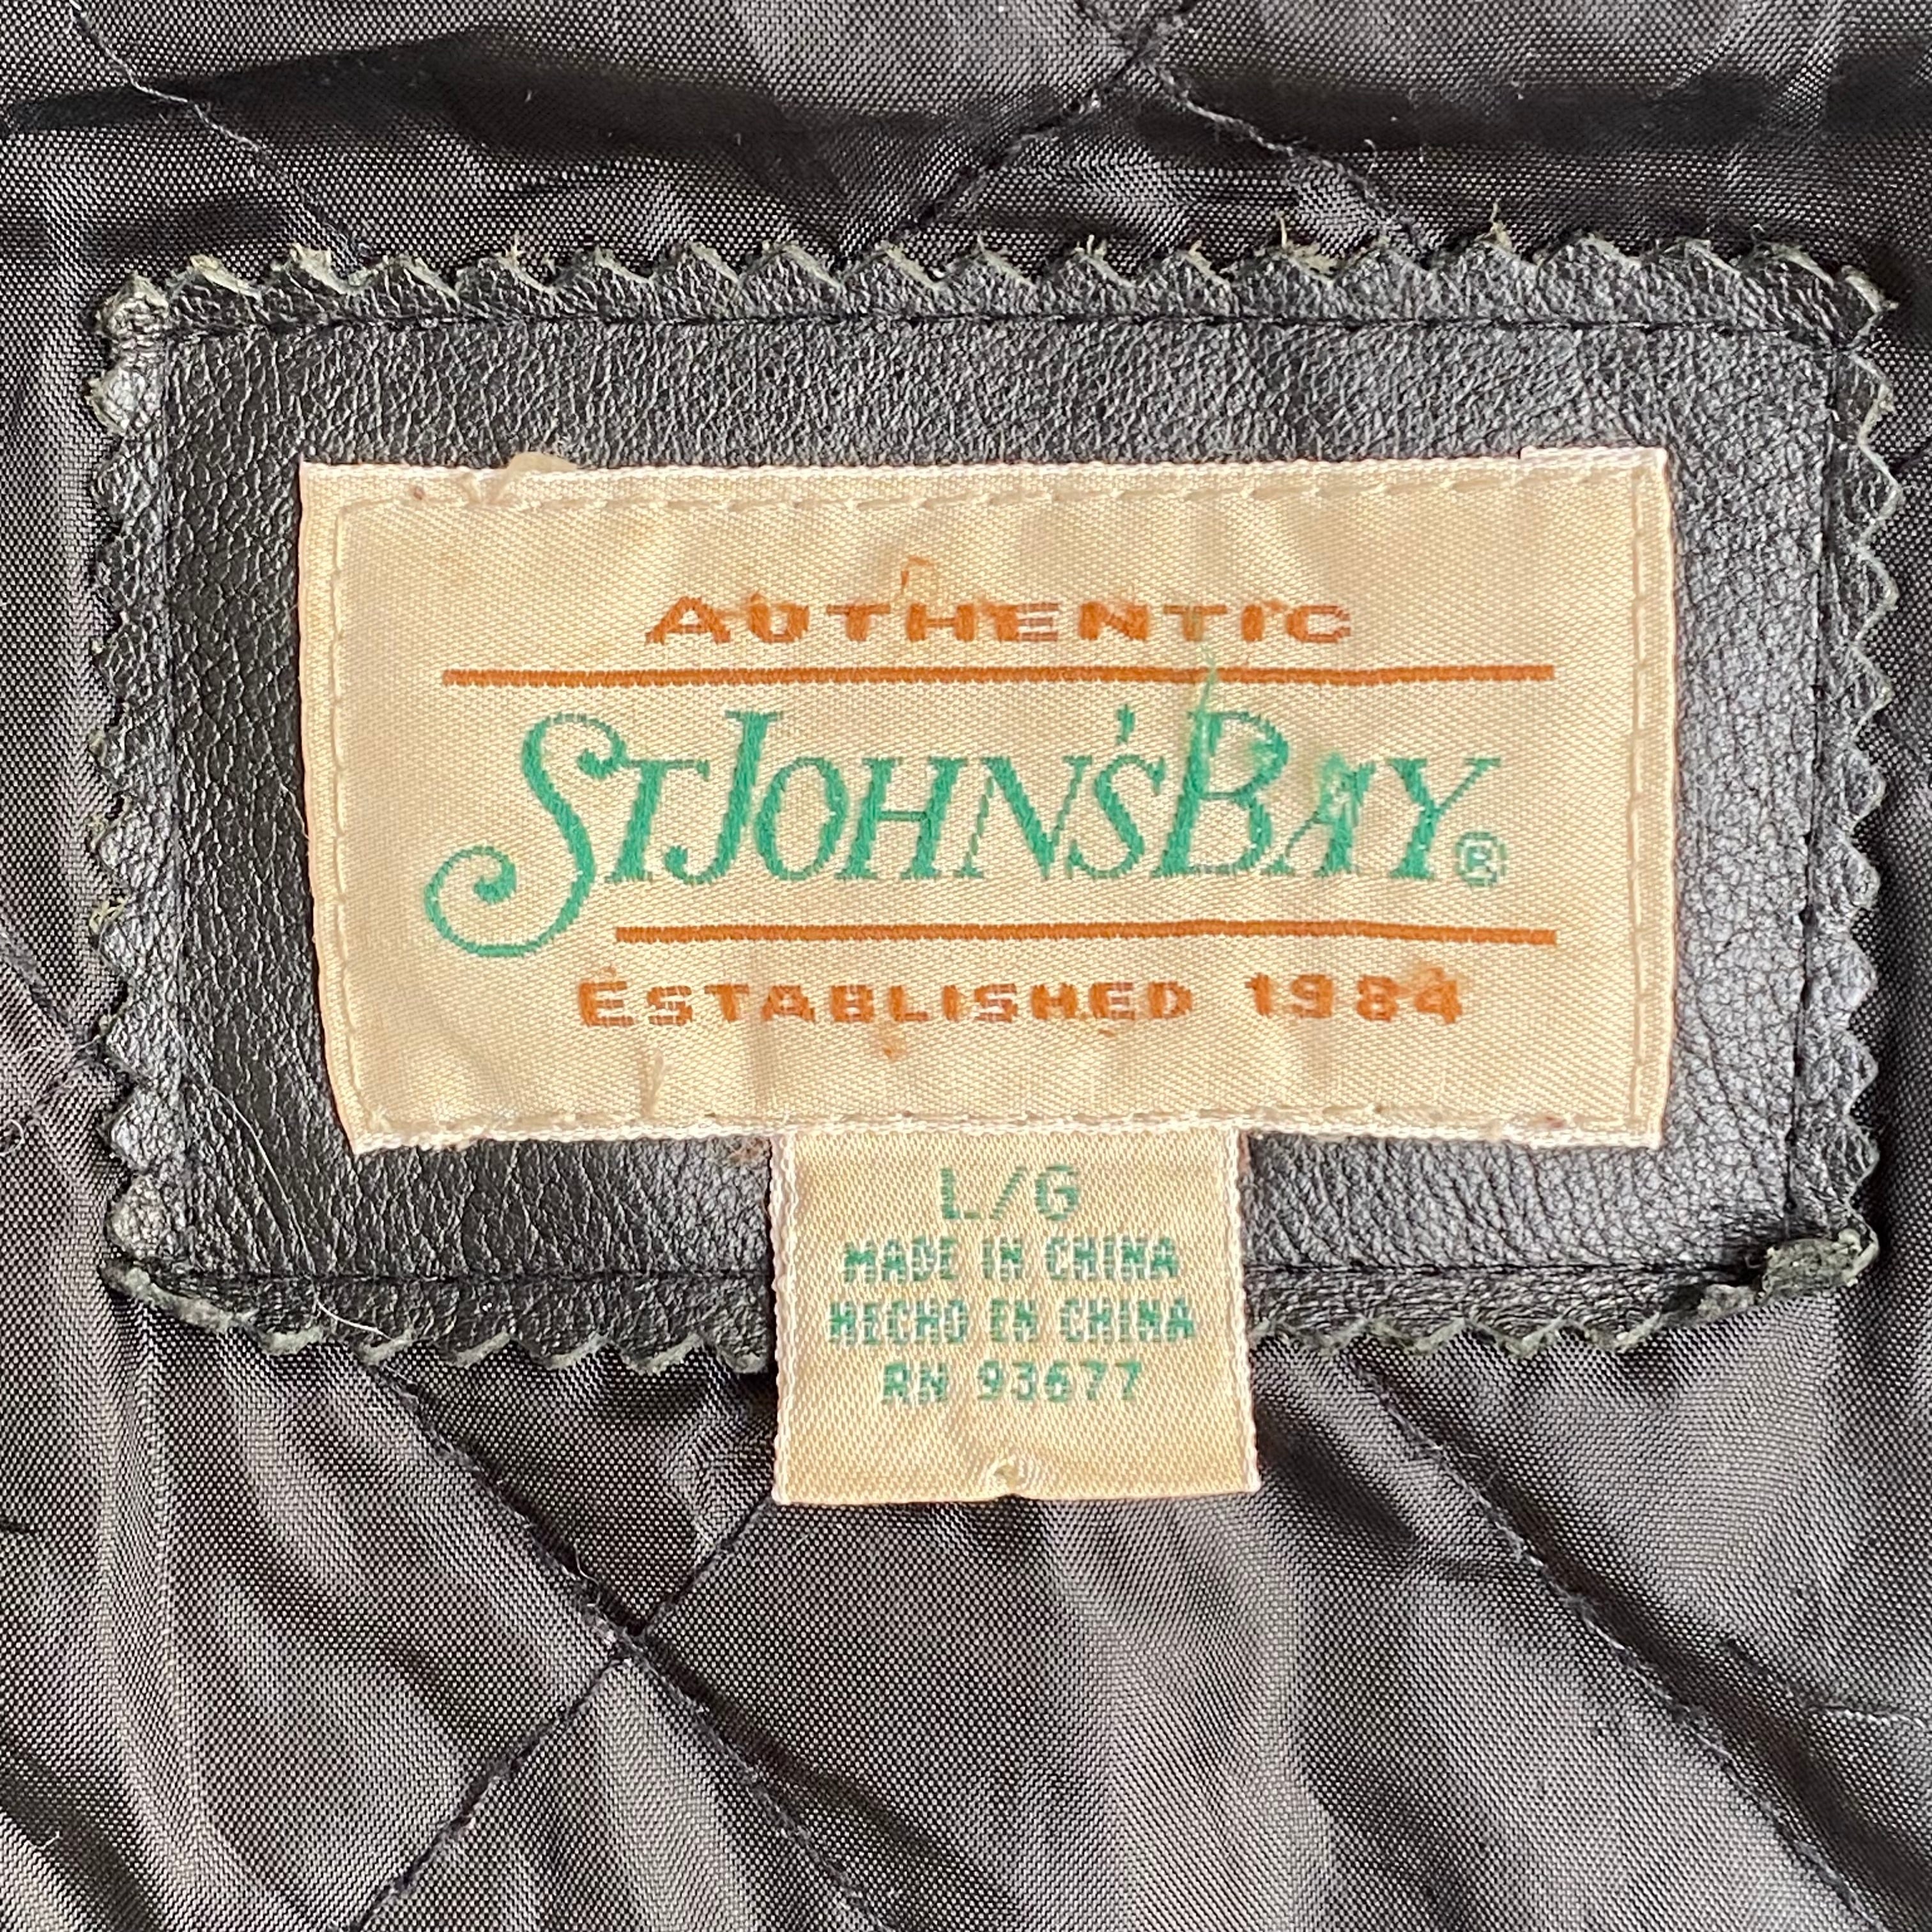 AUTHENTIC
ST JOHN'S BAY®
ESTABLISHED 1984
L/G
MADE IN CHINA
HECHO EN CHINA
RN 93677